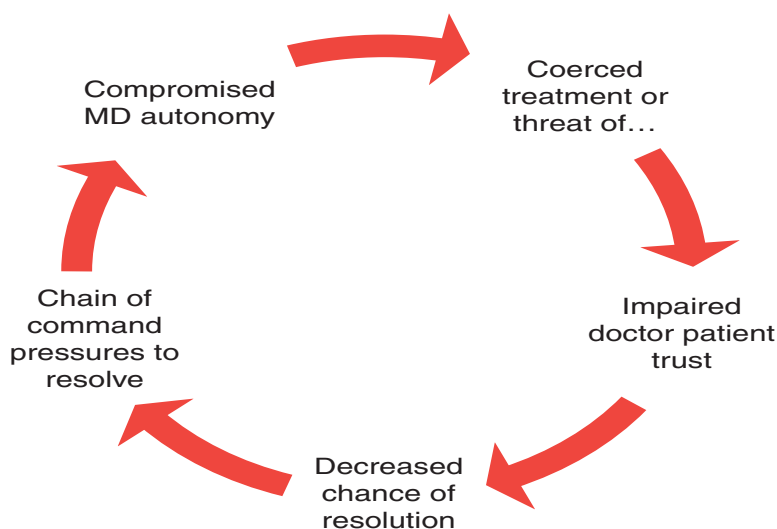 Compromised
MD autonomy
Coerced
treatment or
threat of…
Impaired
doctor patient
trust
Decreased
chance of
resolution
Chain of
command
pressures to
resolve